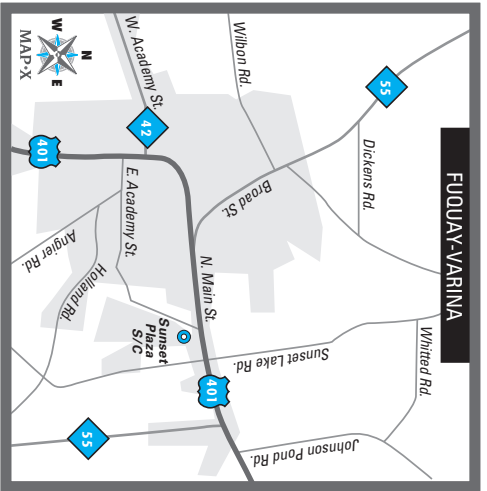 FUQUAY-VARINA
55
Wilbon Rd.
W. Academy St.
W
N
E
MAP•X
Dickens Rd.
42
401
Broad St.
E. Academy St.
Angier Rd.
Holland Rd.
N. Main St.
Sunset
Plaza
S/C
Sunset Lake Rd.
Whitted Rd.
401
55
Johnson Pond Rd.